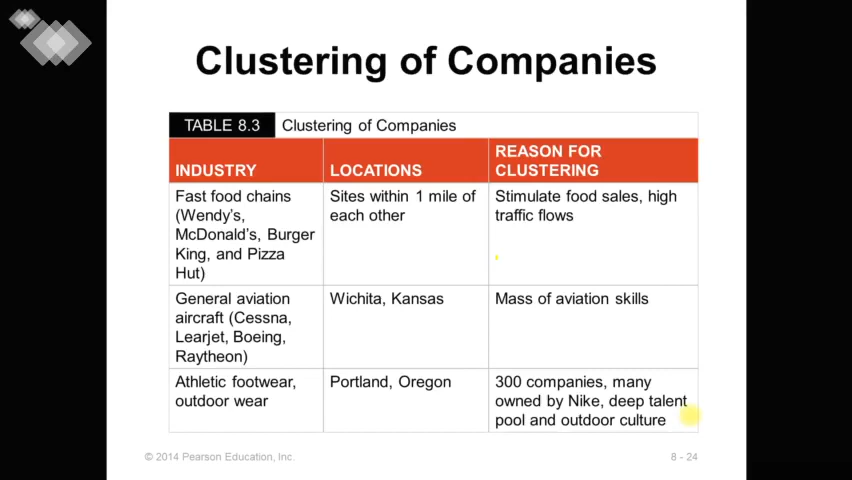 Clustering of Companies
TABLE 8.3 Clustering of Companies
INDUSTRY
LOCATIONS
REASON FOR
CLUSTERING
Fast food chains
(Wendy’s,
McDonald’s, Burger
King, and Pizza
Hut)
Sites within 1 mile of
each other
Stimulate food sales, high
traffic flows
General aviation
aircraft (Cessna,
Learjet, Boeing,
Raytheon)
Wichita, Kansas
Mass of aviation skills
Athletic footwear,
outdoor wear
Portland, Oregon
300 companies, many
owned by Nike, deep talent
pool and outdoor culture
© 2014 Pearson Education, Inc.
8 - 24